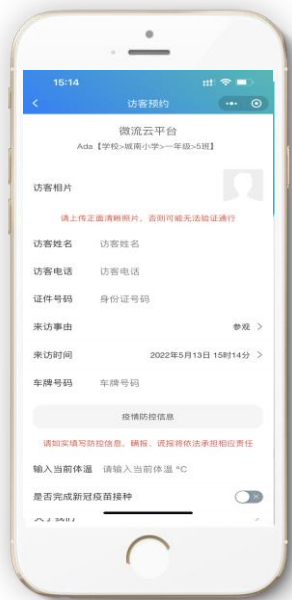 15:14
访客预约
微流云平台
Ada【学校>城南小学>一年级>5班】
访客相片
请上传正面清晰照片，否则可能无法验证通行
访客姓名 访客姓名
访客电话 访客电话
证件号码 身份证号码
来访事由 参观 >
来访时间 2022年5月13日 15时14分 >
车牌号码 车牌号码
疫情防控信息
请如实填写防控信息，瞒报、谎报将依法承担相应责任
输入当前体温 请输入当前体温 °C
是否完成新冠疫苗接种
关于我们